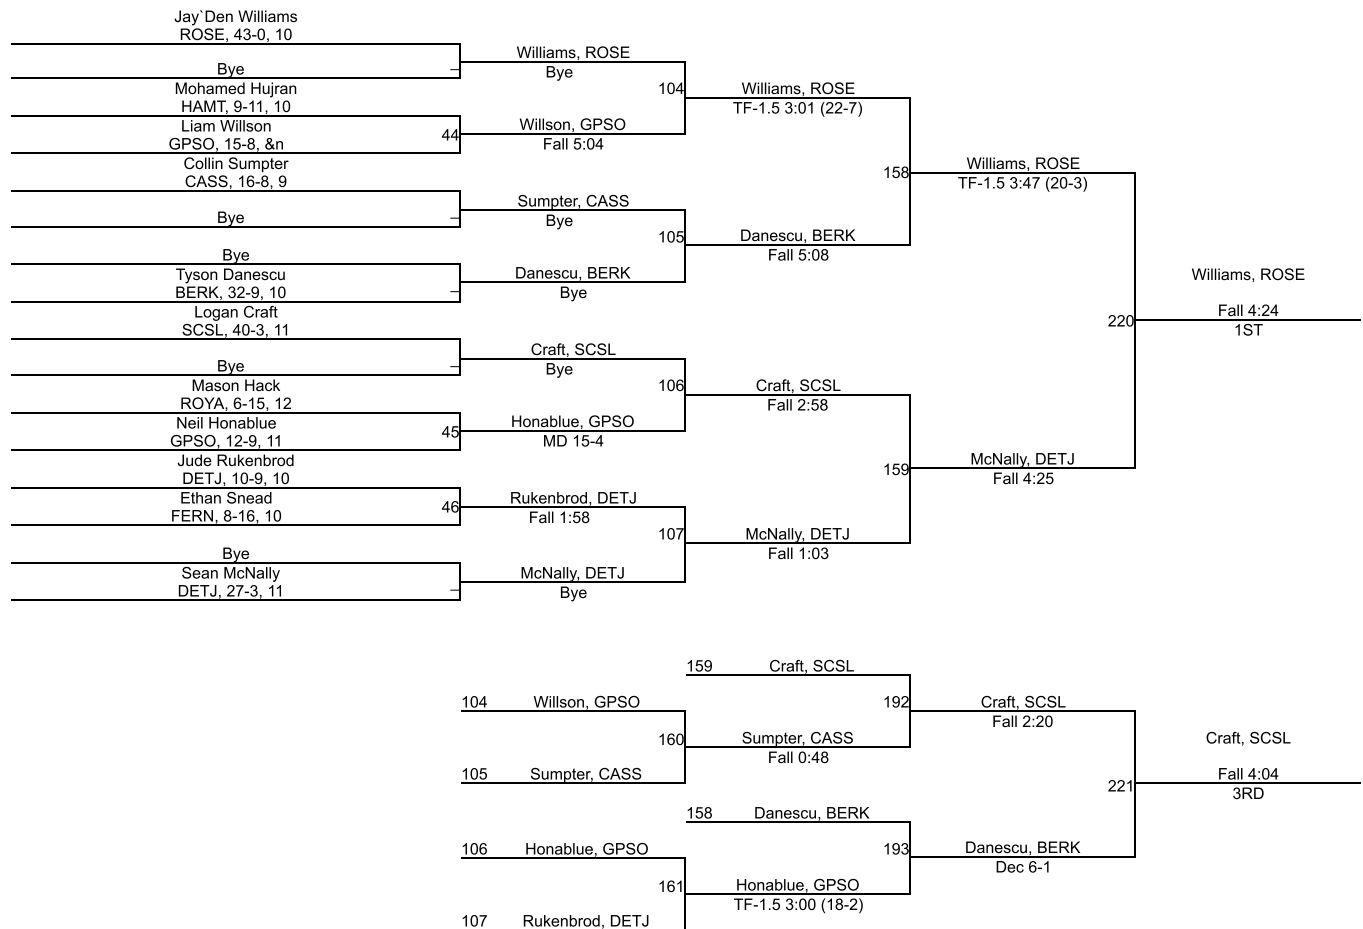 Jay`Den Williams
ROSE, 43-0, 10
Bye
Williams, ROSE
Bye
Mohamed Hujran
HAMT, 9-11, 10
Liam Willson
GPSO, 15-8, &n
44
Willson, GPSO
Fall 5:04
104
Williams, ROSE
TF-1.5 3:01 (22-7)
Collin Sumpter
CASS, 16-8, 9
Bye
Sumpter, CASS
Bye
Bye
Tyson Danescu
BERK, 32-9, 10
Danescu, BERK
Bye
105
Danescu, BERK
Fall 5:08
158
Williams, ROSE
TF-1.5 3:47 (20-3)
Logan Craft
SCSL, 40-3, 11
Bye
Craft, SCSL
Bye
Mason Hack
ROYA, 6-15, 12
Neil Honablue
GPSO, 12-9, 11
45
Honablue, GPSO
MD 15-4
106
Craft, SCSL
Fall 2:58
Jude Rukenbrod
DETJ, 10-9, 10
Ethan Snead
FERN, 8-16, 10
46
Rukenbrod, DETJ
Fall 1:58
Bye
Sean McNally
DETJ, 27-3, 11
McNally, DETJ
Bye
107
McNally, DETJ
Fall 1:03
159
McNally, DETJ
Fall 4:25
220
Williams, ROSE
Fall 4:24
1ST
159 Craft, SCSL
104 Willson, GPSO
105 Sumpter, CASS
160
Sumpter, CASS
Fall 0:48
192
Craft, SCSL
Fall 2:20
158 Danescu, BERK
106 Honablue, GPSO
107 Rukenbrod, DETJ
161
Honablue, GPSO
TF-1.5 3:00 (18-2)
193
Danescu, BERK
Dec 6-1
221
Craft, SCSL
Fall 4:04
3RD